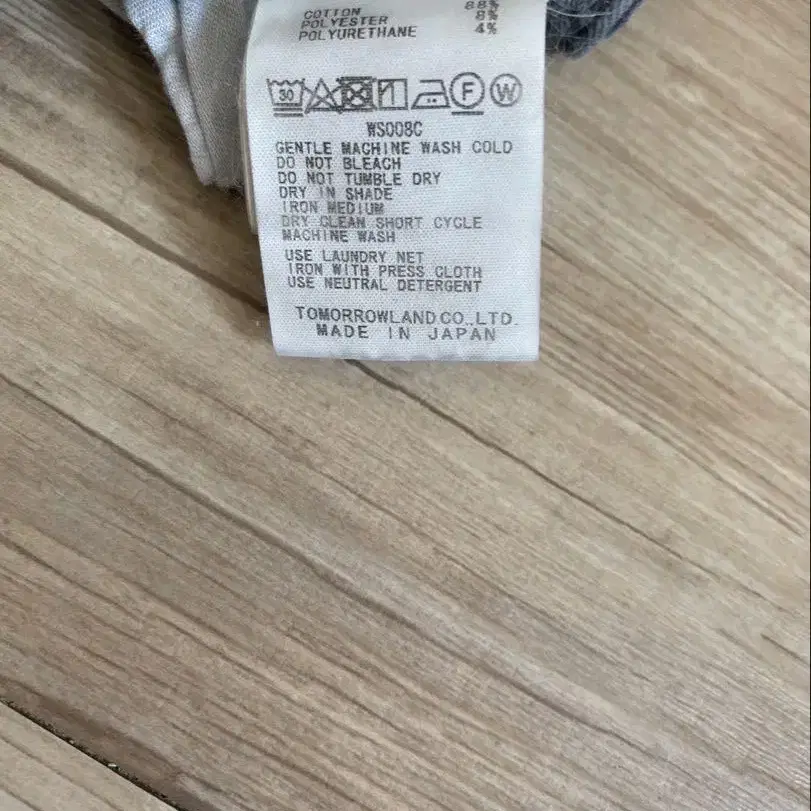 COTTON 88%
POLYESTER 8%
POLYURETHANE 4%
30 F W
WS008C
GENTLE MACHINE WASH COLD
DO NOT BLEACH
DO NOT TUMBLE DRY
DRY IN SHADE
IRON MEDIUM
DRY CLEAN SHORT CYCLE
MACHINE WASH
USE LAUNDRY NET
IRON WITH PRESS CLOTH
USE NEUTRAL DETERGENT
TOMORROWLAND CO.,LTD.
MADE IN JAPAN